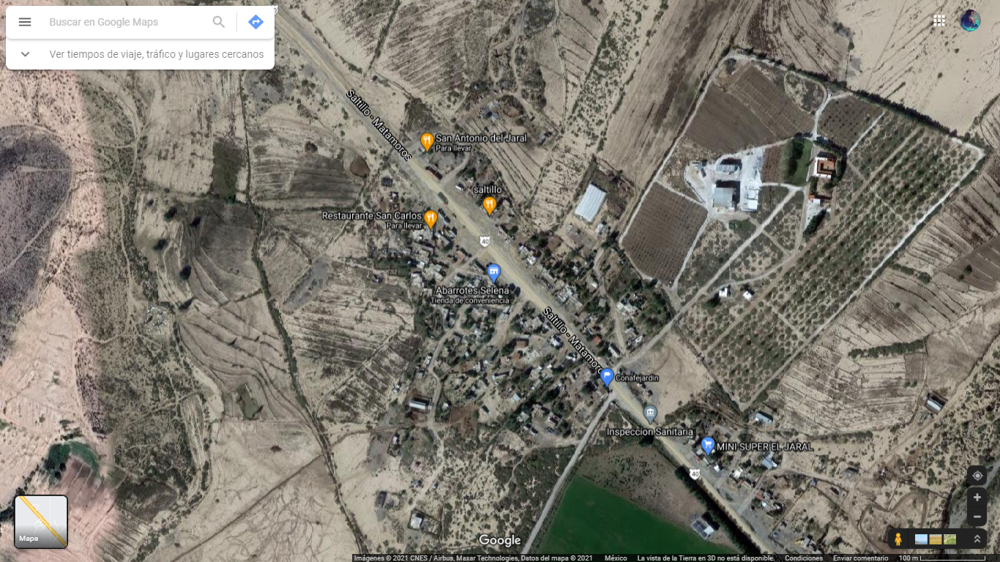 Buscar en Google Maps
Ver tiempos de viaje, tráfico y lugares cercanos
Saltillo - Matamoros
San Antonio del Jaral
Para llevar
saltillo
Restaurante San Carlos
Para llevar
40
Abarrotes Selena
Tienda de conveniencia
Saltillo - Matamoros
Conafejardin
Inspeccion Sanitaria
MINI SUPER EL JARAL
40
Mapa
Google
Imágenes © 2021 CNES / Airbus, Maxar Technologies, Datos del mapa © 2021 México La vista de la Tierra en 3D no está disponible. Condiciones Enviar comentario 100 m